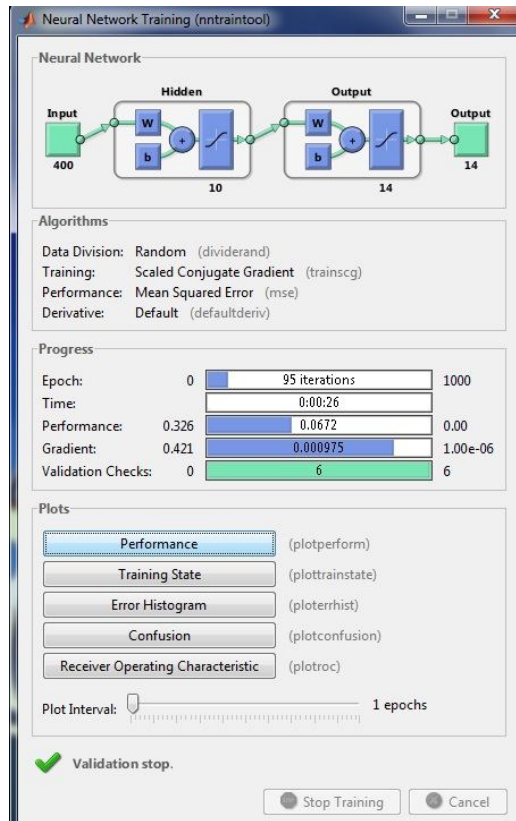 Neural Network Training (nntraintool)
Neural Network
Hidden Output
Input Output
W W
+ +
b b
400 10 14 14
Algorithms
Data Division: Random (dividerand)
Training: Scaled Conjugate Gradient (trainscg)
Performance: Mean Squared Error (mse)
Derivative: Default (defaultderiv)
Progress
Epoch: 0 95 iterations 1000
Time: 0:00:26
Performance: 0.326 0.0672 0.00
Gradient: 0.421 0.000975 1.00e-06
Validation Checks: 0 6 6
Plots
Performance (plotperform)
Training State (plottrainstate)
Error Histogram (ploterrhist)
Confusion (plotconfusion)
Receiver Operating Characteristic (plotroc)
Plot Interval: 1 epochs
Validation stop.
Stop Training Cancel